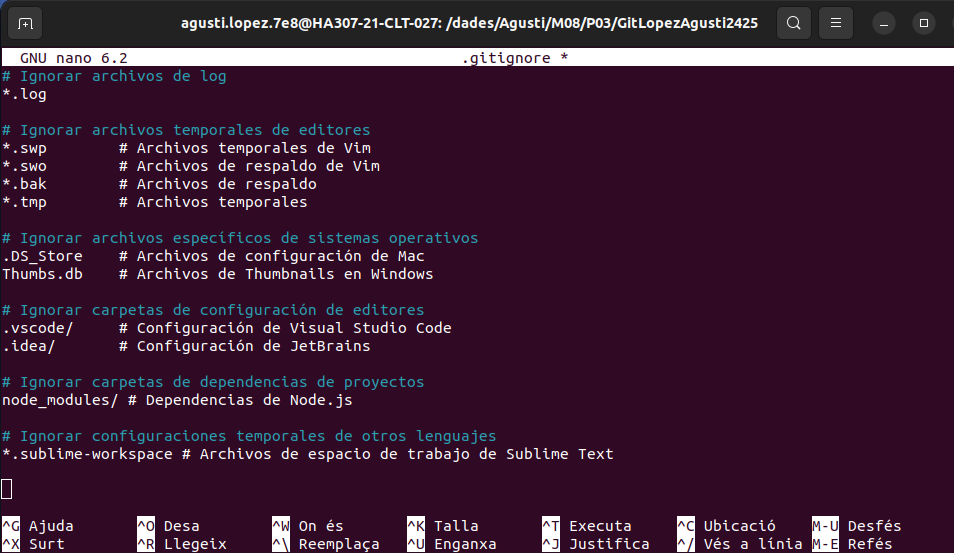 agusti.lopez.7e8@HA307-21-CLT-027: /dades/Agusti/M08/P03/GitLopezAgusti2425
GNU nano 6.2 .gitignore *
# Ignorar archivos de log
*.log
# Ignorar archivos temporales de editores
*.swp # Archivos temporales de Vim
*.swo # Archivos de respaldo de Vim
*.bak # Archivos de respaldo
*.tmp # Archivos temporales
# Ignorar archivos específicos de sistemas operativos
.DS_Store # Archivos de configuración de Mac
Thumbs.db # Archivos de Thumbnails en Windows
# Ignorar carpetas de configuración de editores
.vscode/ # Configuración de Visual Studio Code
.idea/ # Configuración de JetBrains
# Ignorar carpetas de dependencias de proyectos
node_modules/ # Dependencias de Node.js
# Ignorar configuraciones temporales de otros lenguajes
*.sublime-workspace # Archivos de espacio de trabajo de Sublime Text
^G Ajuda ^O Desa ^W On és ^K Talla ^T Executa ^C Ubicació M-U Desfés
^X Surt ^R Llegeix ^\ Reemplaça ^U Enganxa ^J Justifica ^/ Vés a línia M-E Refés